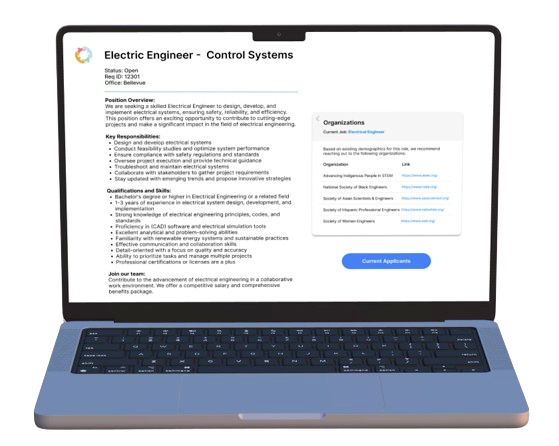 Electric Engineer - Control Systems
Status: Open
Req ID: 12301
Office: Bellevue
Position Overview:
We are seeking a skilled Electrical Engineer to design, develop, and
implement electrical systems, ensuring safety, reliability, and efficiency.
This position offers an exciting opportunity to contribute to cutting-edge
projects and make a significant impact in the field of electrical engineering.
Key Responsibilities:
• Design and develop electrical systems
• Conduct feasibility studies and optimize system performance
• Ensure compliance with safety regulations and standards
• Oversee project execution and provide technical guidance
• Troubleshoot and maintain electrical systems
• Collaborate with stakeholders to gather project requirements
• Stay updated with emerging trends and propose innovative strategies
Qualifications and Skills:
• Bachelor's degree or higher in Electrical Engineering or a related field
• 1-3 years of experience in electrical system design, development, and
implementation
• Strong knowledge of electrical engineering principles, codes, and
standards
• Proficiency in (CAD) software and electrical simulation tools
• Excellent analytical and problem-solving abilities
• Familiarity with renewable energy systems and sustainable practices
• Effective communication and collaboration skills
• Detail-oriented with a focus on quality and accuracy
• Ability to prioritize tasks and manage multiple projects
• Professional certifications or licenses are a plus
Join our team:
Contribute to the advancement of electrical engineering in a collaborative
work environment. We offer a competitive salary and comprehensive
benefits package.
Organizations
Current Job: Electrical Engineer
Based on existing demographics for this role, we recommend
reaching out to the following organizations.
Organization Link
Advancing Indigenous People in STEM
National Society of Black Engineers
Society of Asian Scientists & Engineers
Society of Hispanic Professional Engineers
Society of Women Engineers
Current Applicants